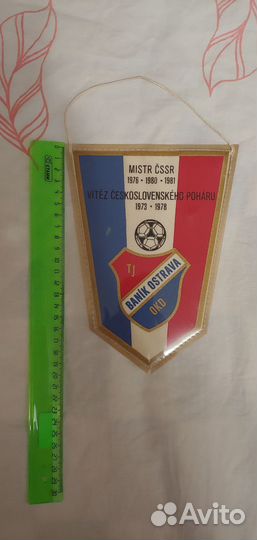 MISTR ČSSR
1976 • 1980 • 1981
VÍTĚZ ČESKOSLOVENSKÉHO POHÁRU
1973 • 1978
TJ
BANÍK OSTRAVA
OKD
Avito